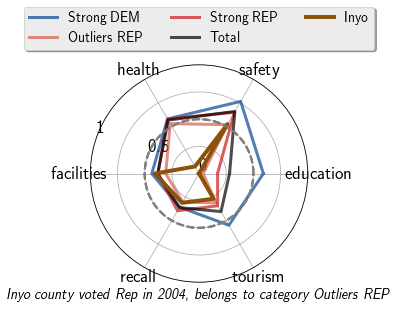 Strong DEM Strong REP Inyo
Outliers REP Total
health safety
1
0.5
0
facilities education
recall tourism
Inyo county voted Rep in 2004, belongs to category Outliers REP